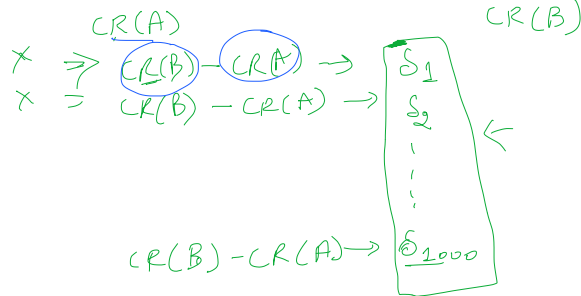 CR(A) CR(B)
x => CR(B) - CR(A) → δ1
x = CR(B) - CR(A) → δ2
CR(B) - CR(A) → δ1000